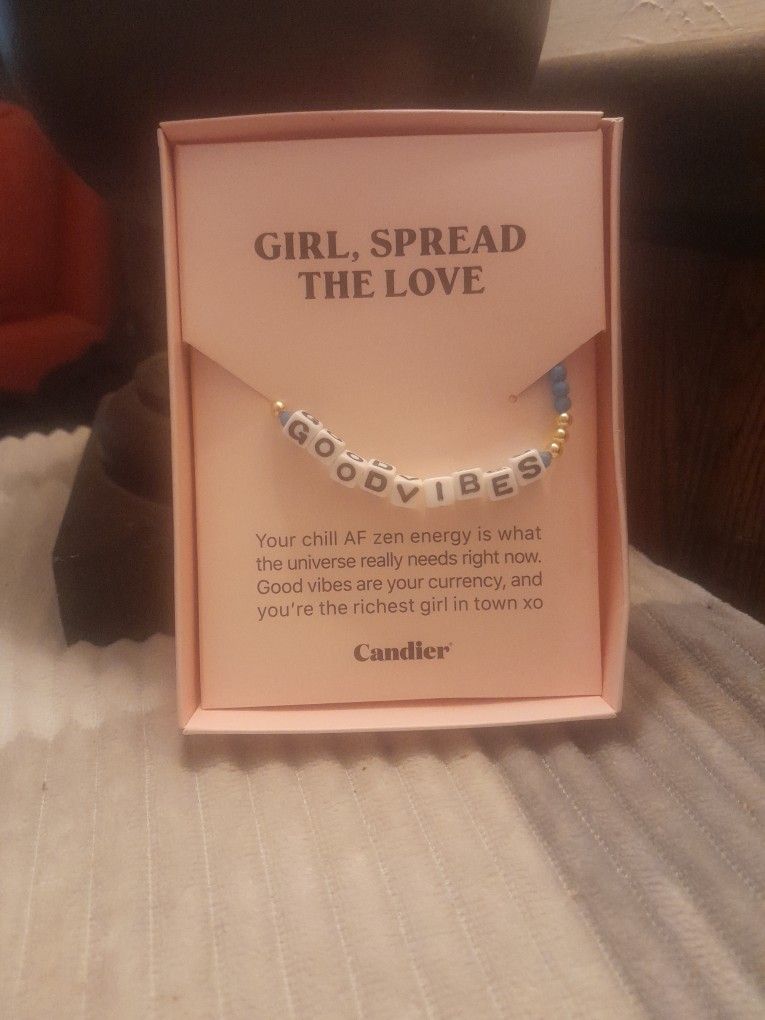 GIRL, SPREAD
THE LOVE
GOODVIBES
Your chill AF zen energy is what
the universe really needs right now.
Good vibes are your currency, and
you're the richest girl in town xo
Candier®